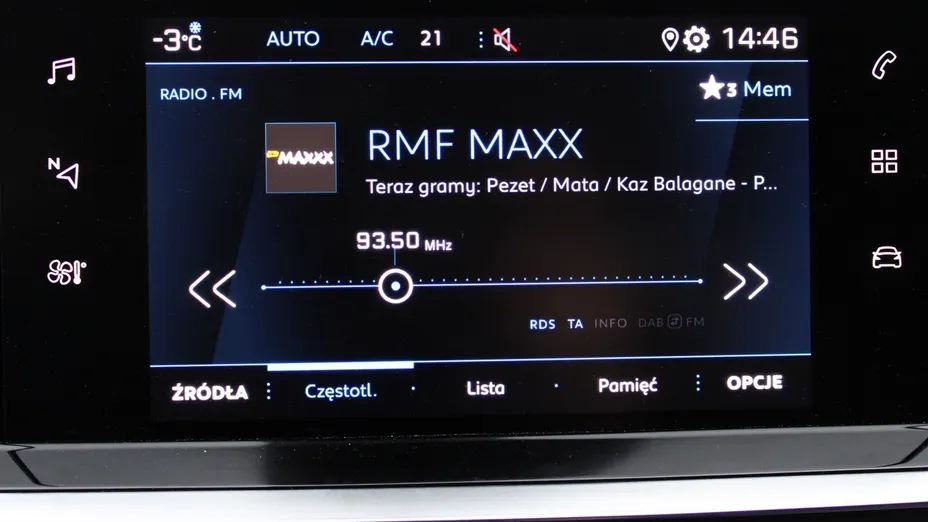 -3°C AUTO A/C 21 14:46
RADIO . FM
3 Mem
MAXXX
RMF MAXX
Teraz gramy: Pezet / Mata / Kaz Balagane - P...
93.50 MHz
N
RDS TA INFO DAB FM
ŹRÓDŁA Częstotl. Lista Pamięć OPCJE